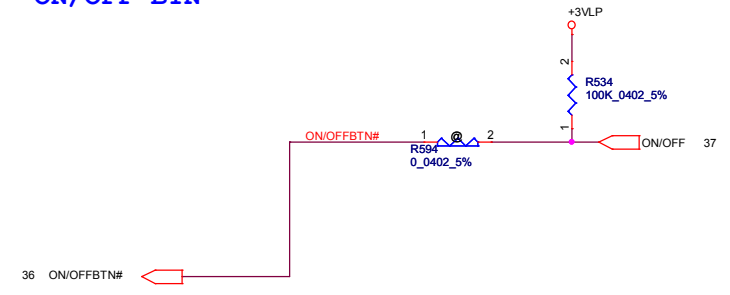 ON/OFF BTN
+3VLP
2
R534
100K_0402_5%
1
ON/OFFBTN#
1
@
2
R594
0_0402_5%
ON/OFF 37
36 ON/OFFBTN#